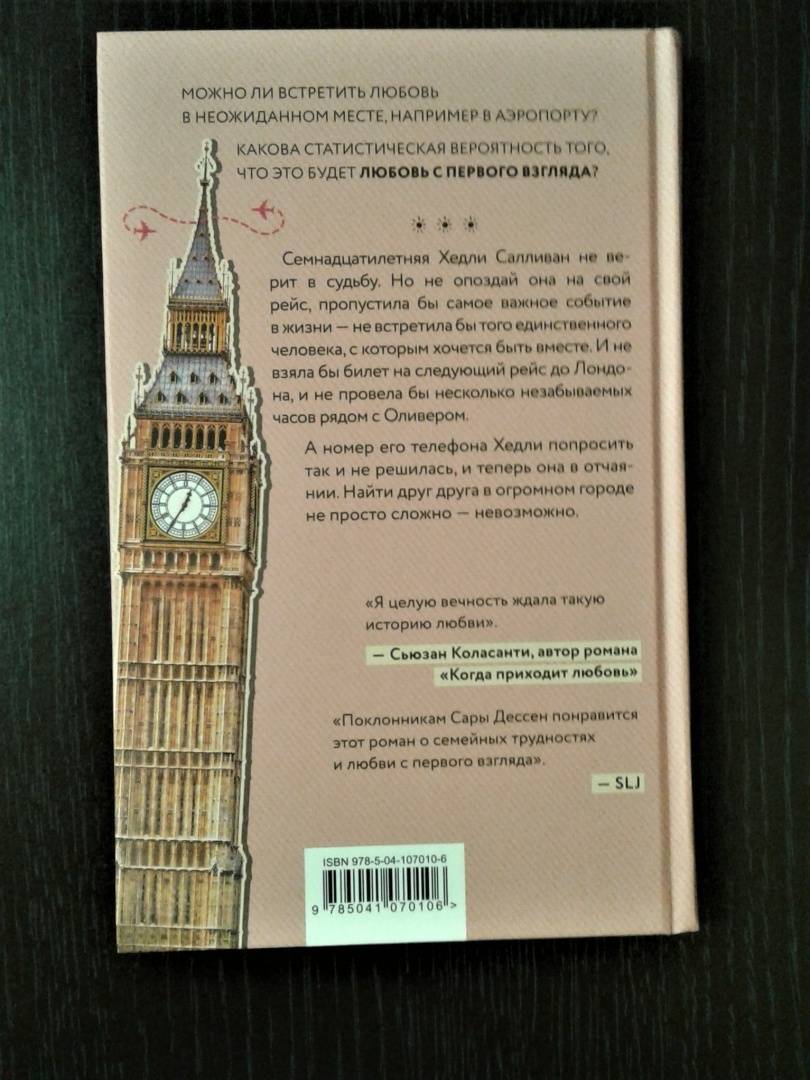 МОЖНО ЛИ ВСТРЕТИТЬ ЛЮБОВЬ
В НЕОЖИДАННОМ МЕСТЕ, НАПРИМЕР В АЭРОПОРТУ?
КАКОВА СТАТИСТИЧЕСКАЯ ВЕРОЯТНОСТЬ ТОГО,
ЧТО ЭТО БУДЕТ ЛЮБОВЬ С ПЕРВОГО ВЗГЛЯДА?
Семнадцатилетняя Хедли Салливан не ве-
рит в судьбу. Но не опоздай она на свой
рейс, пропустила бы самое важное событие
в жизни — не встретила бы того единственного
человека, с которым хочется быть вместе. И не
взяла бы билет на следующий рейс до Лондо-
на, и не провела бы несколько незабываемых
часов рядом с Оливером.
А номер его телефона Хедли попросить
так и не решилась, и теперь она в отчая-
нии. Найти друг друга в огромном городе
не просто сложно — невозможно.
«Я целую вечность ждала такую
историю любви».
— Сьюзан Коласанти, автор романа
«Когда приходит любовь»
«Поклонникам Сары Дессен понравится
этот роман о семейных трудностях
и любви с первого взгляда».
— SLJ
ISBN 978-5-04-107010-6
9 785041 070106 >